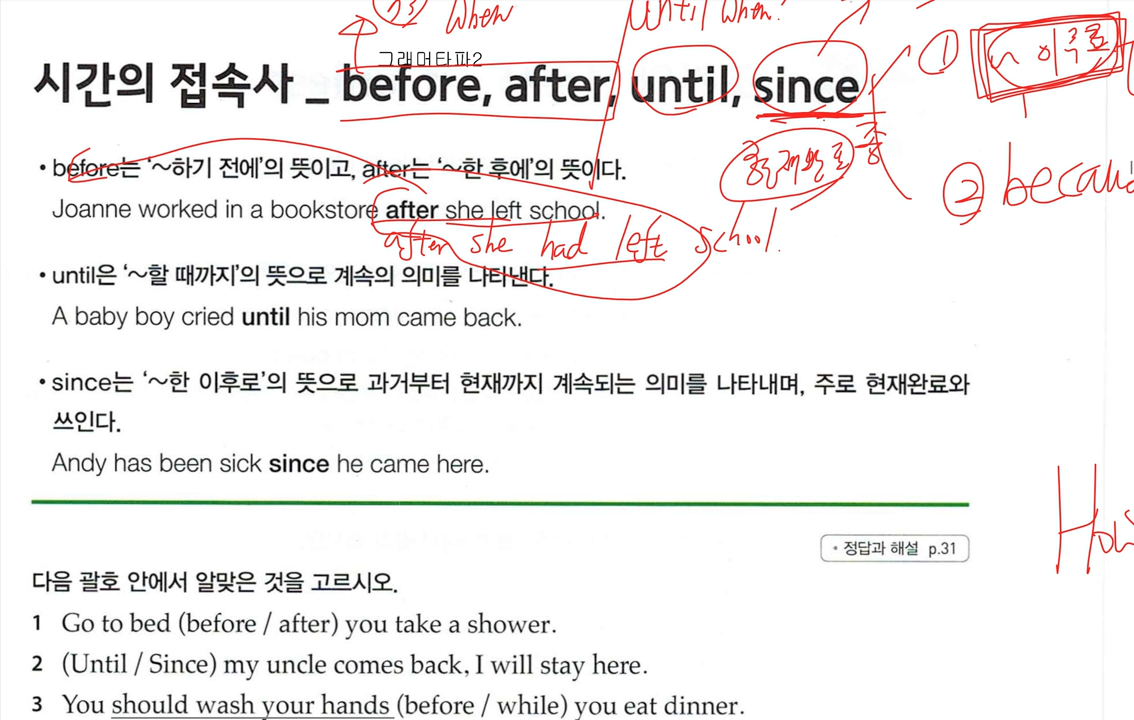 when
until when?
그래머타파2
시간의 접속사 _ before, after, until, since
① ~ 이후로
• before는 ‘~하기 전에’의 뜻이고, after는 ‘~한 후에’의 뜻이다.
현재완료
② 
Joanne worked in a bookstore after she left school.
after she had left school.
• until은 ‘~할 때까지’의 뜻으로 계속의 의미를 나타낸다.
A baby boy cried until his mom came back.
• since는 ‘~한 이후로’의 뜻으로 과거부터 현재까지 계속되는 의미를 나타내며, 주로 현재완료와
쓰인다.
Andy has been sick since he came here.
• 정답과 해설 p.31
다음 괄호 안에서 알맞은 것을 고르시오.
1 Go to bed (before / after) you take a shower.
2 (Until / Since) my uncle comes back, I will stay here.
3 You should wash your hands (before / while) you eat dinner.